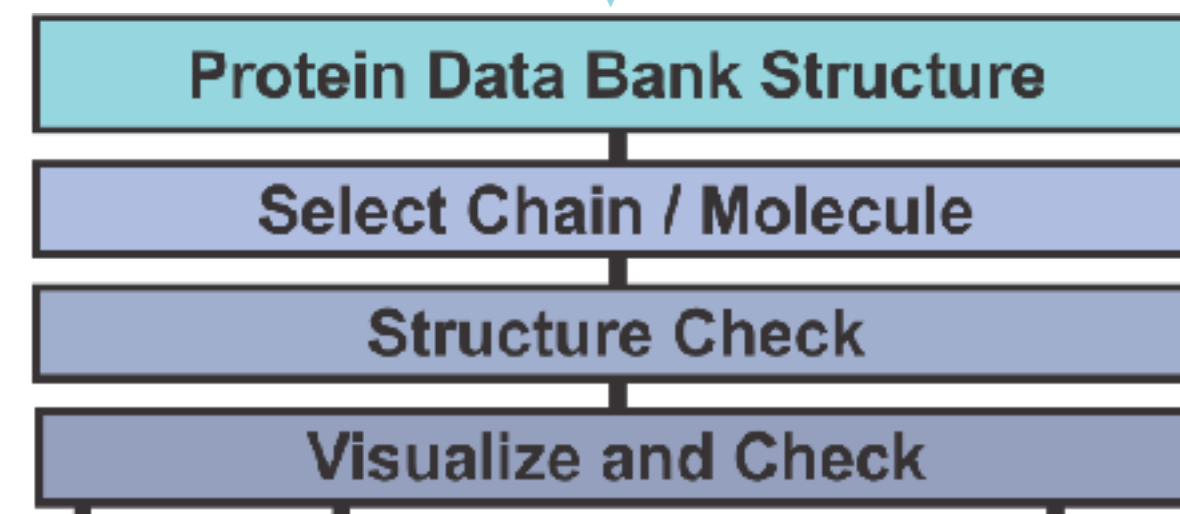 Protein Data Bank Structure
Select Chain / Molecule
Structure Check
Visualize and Check